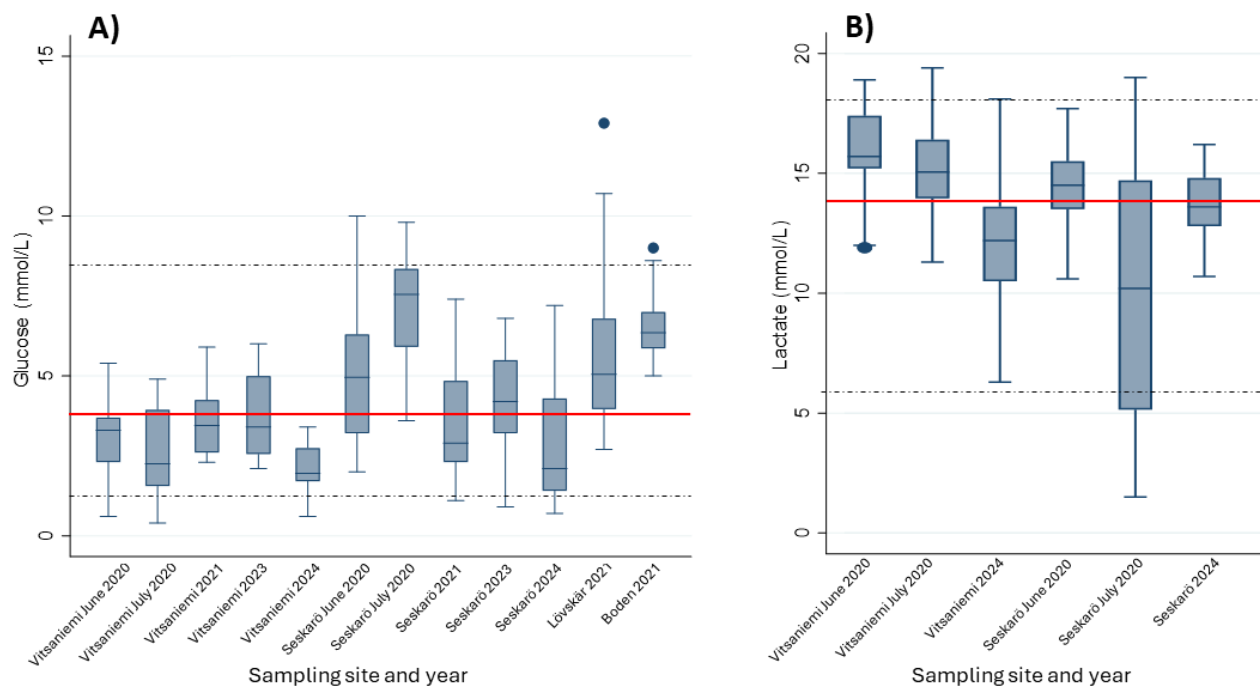 A)
15
10
5
0
Glucose (mmol/L)
Vitsaniemi June 2020
Vitsaniemi July 2020
Vitsaniemi 2021
Vitsaniemi 2023
Vitsaniemi 2024
Seskarö June 2020
Seskarö July 2020
Seskarö 2021
Seskarö 2023
Seskarö 2024
Lövskär 2021
Boden 2021
Sampling site and year
B)
20
15
10
5
0
Lactate (mmol/L)
Vitsaniemi June 2020
Vitsaniemi July 2020
Vitsaniemi 2024
Seskarö June 2020
Seskarö July 2020
Seskarö 2024
Sampling site and year